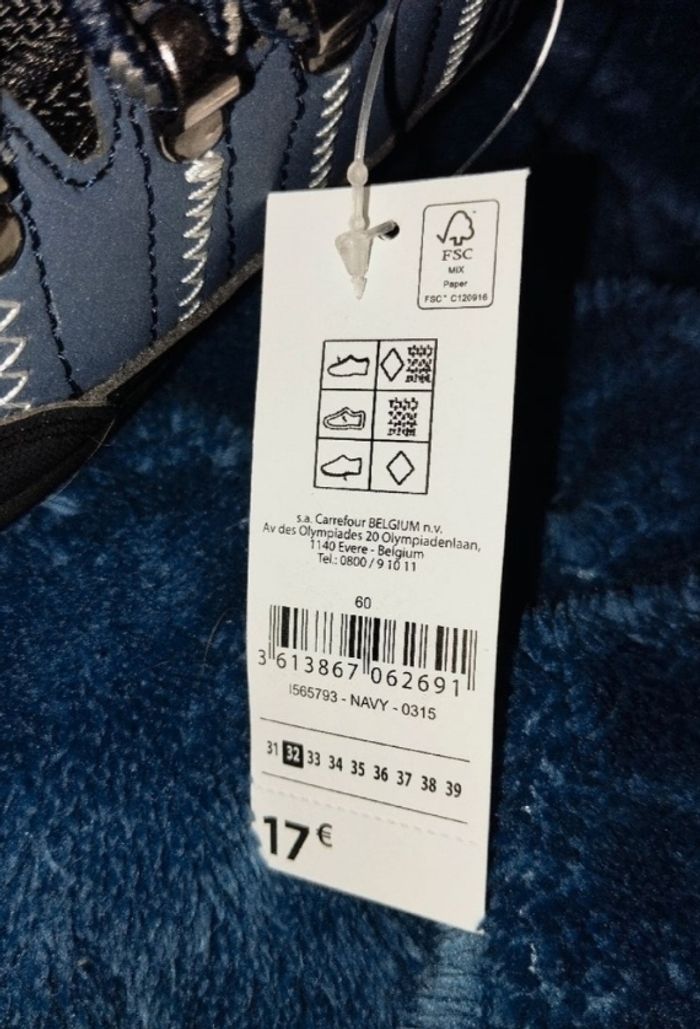 FSC
MIX
Paper
FSC® C120916
s.a. Carrefour BELGIUM n.v.
Av des Olympiades 20 Olympiadenlaan,
1140 Evere - Belgium
Tel.: 0800 / 9 10 11
60
3 613867 062691
I565793 - NAVY - 0315
31 32 33 34 35 36 37 38 39
17 €